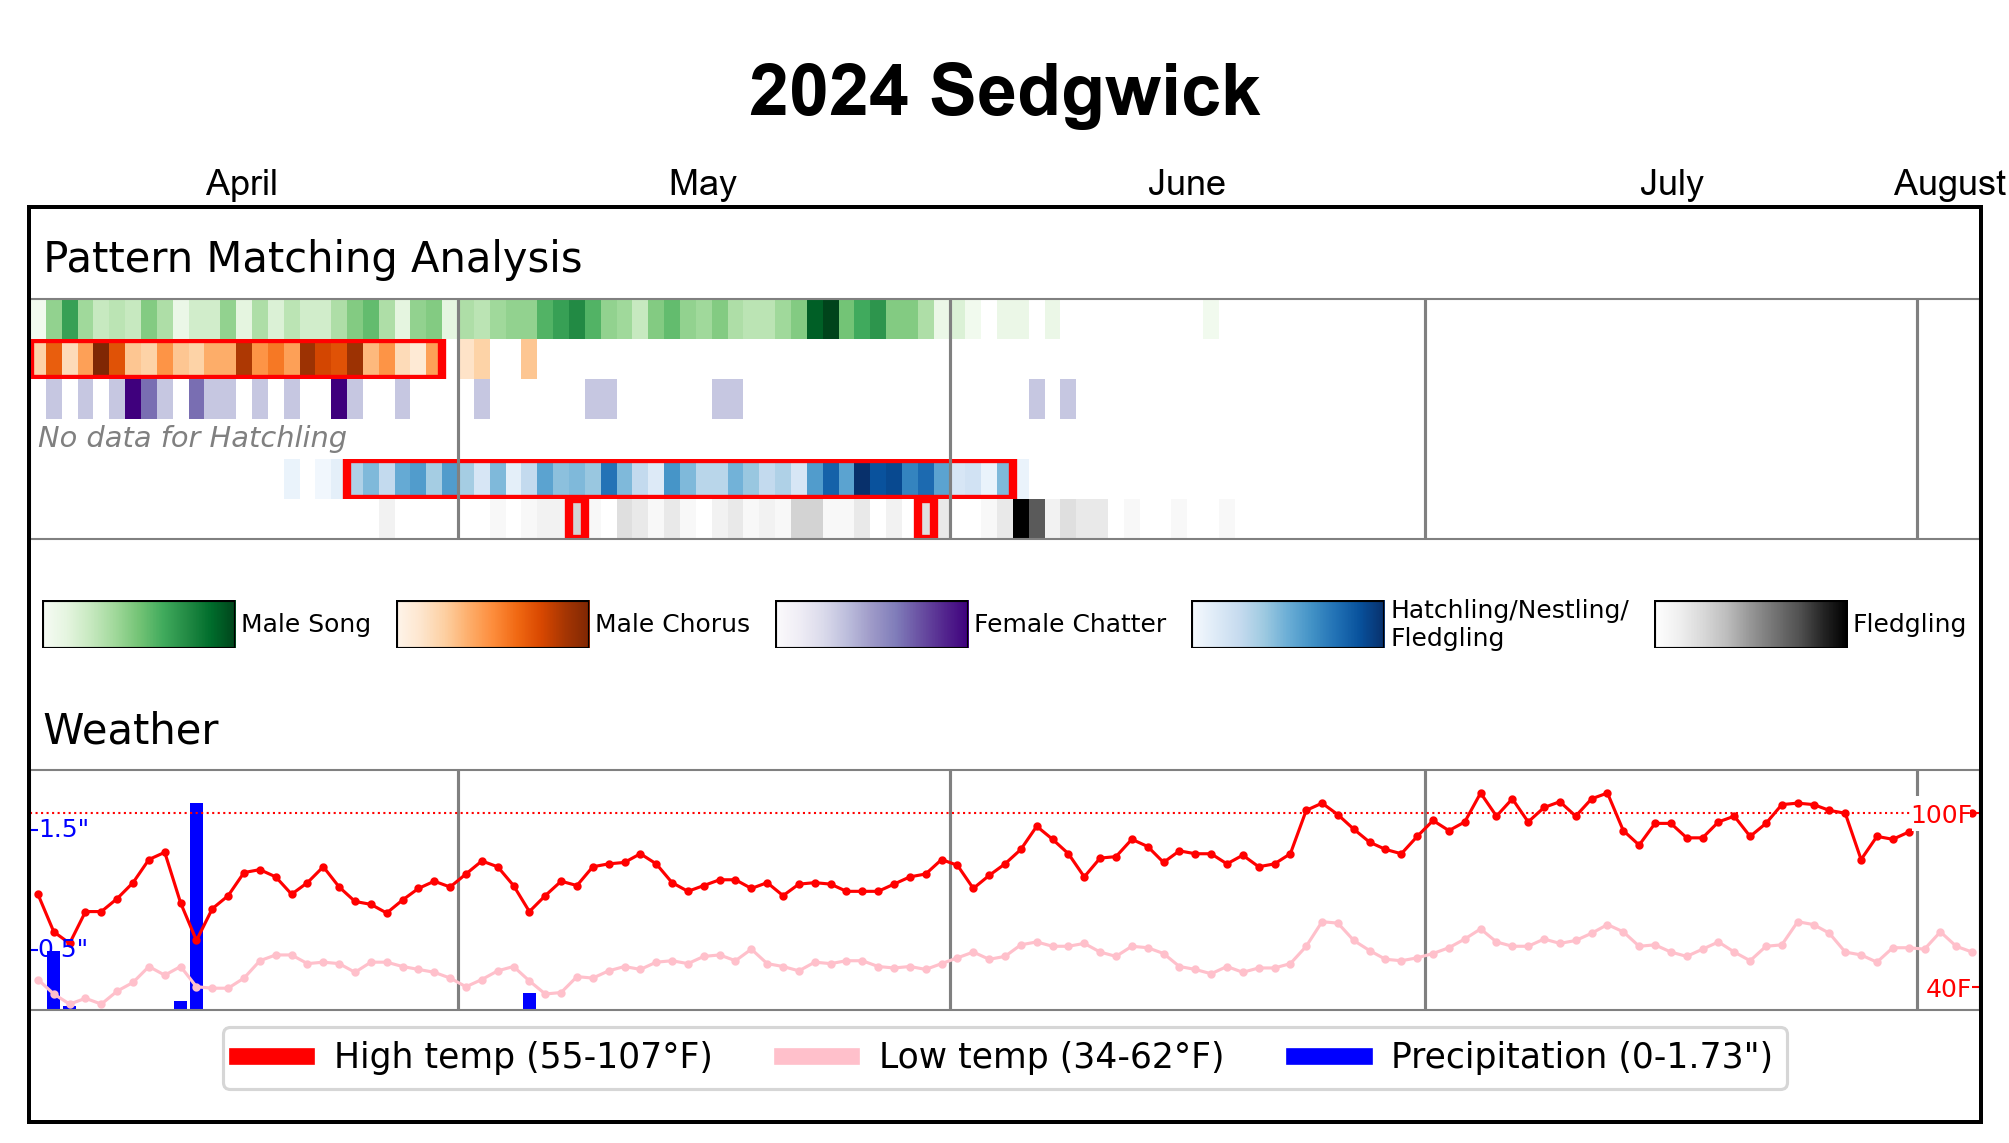 2024 Sedgwick
April May June July August
Pattern Matching Analysis
No data for Hatchling
Male Song Male Chorus Female Chatter Hatchling/Nestling/
Fledgling Fledgling
Weather
1.5" 100F
0.5"
40F
High temp (55-107°F) Low temp (34-62°F) Precipitation (0-1.73")